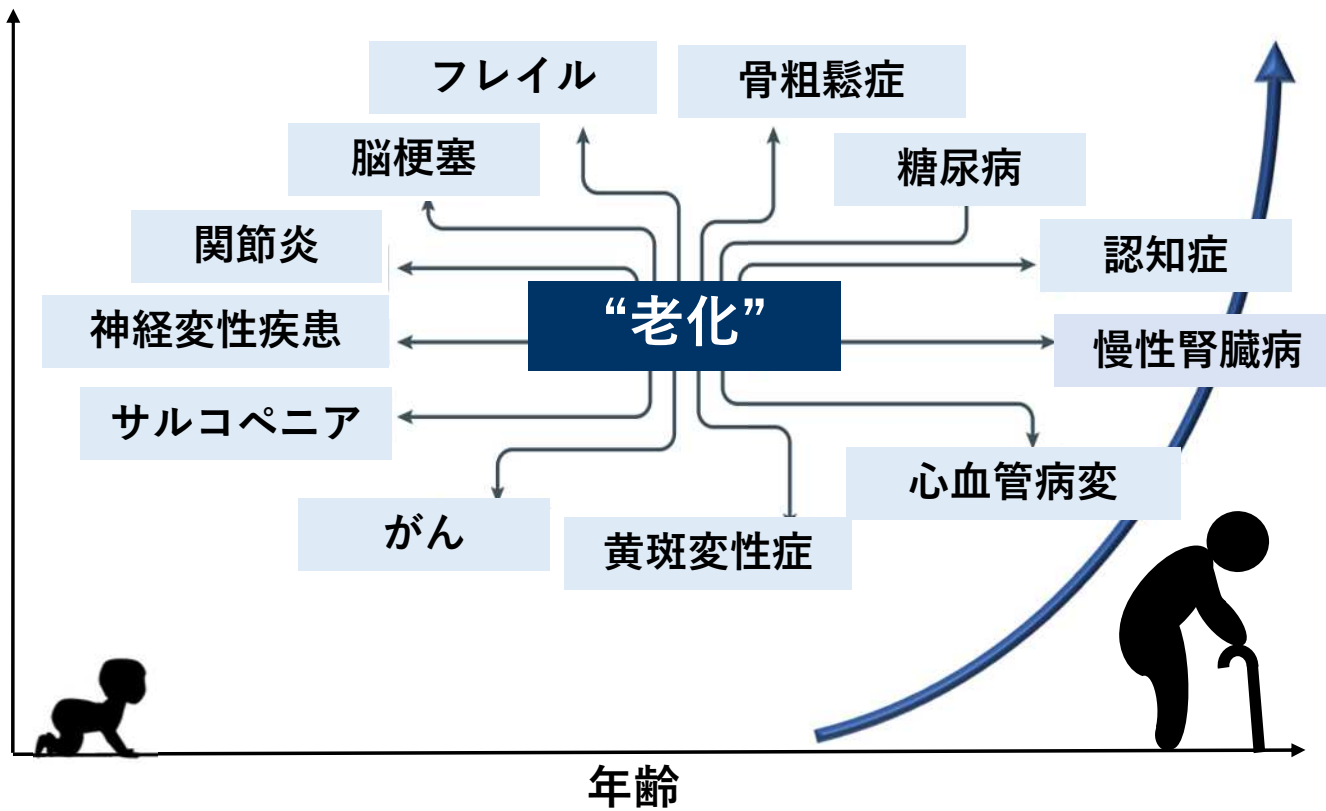 フレイル
骨粗鬆症
脳梗塞
糖尿病
関節炎
認知症
神経変性疾患
“老化”
慢性腎臓病
サルコペニア
心血管病変
がん
黄斑変性症
年齢